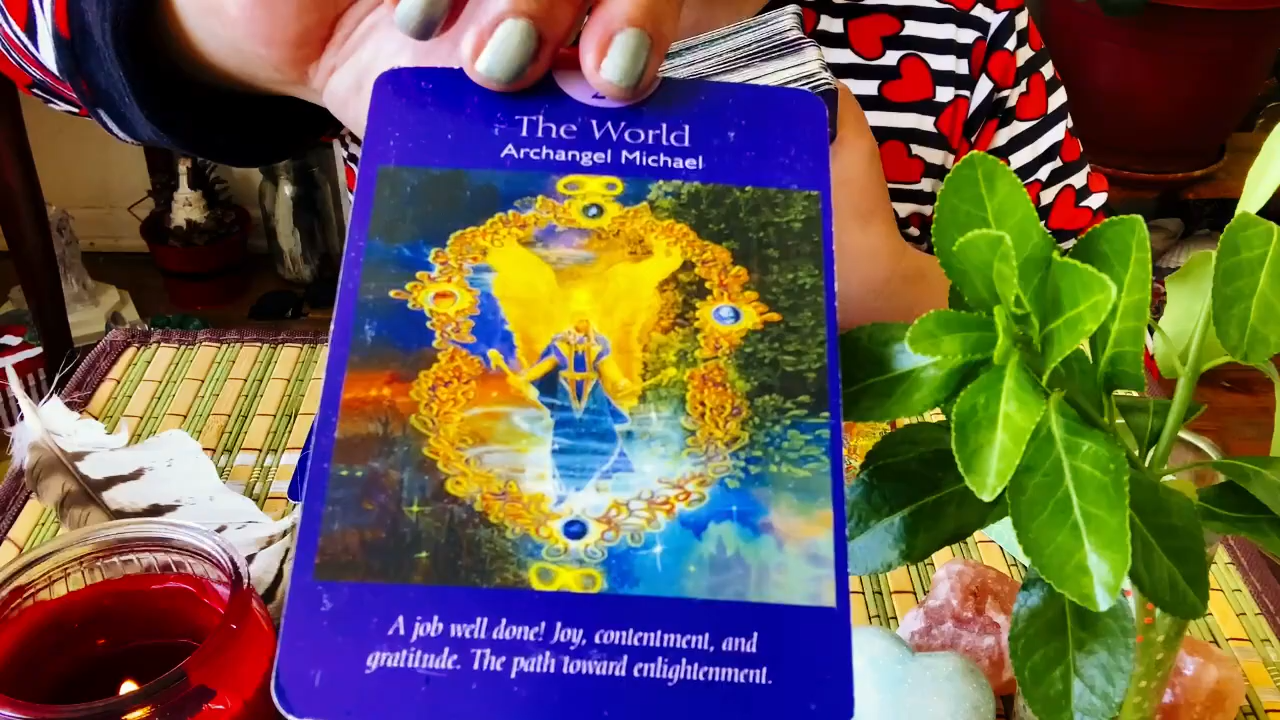 The World
Archangel Michael
A job well done! Joy, contentment, and
gratitude. The path toward enlightenment.